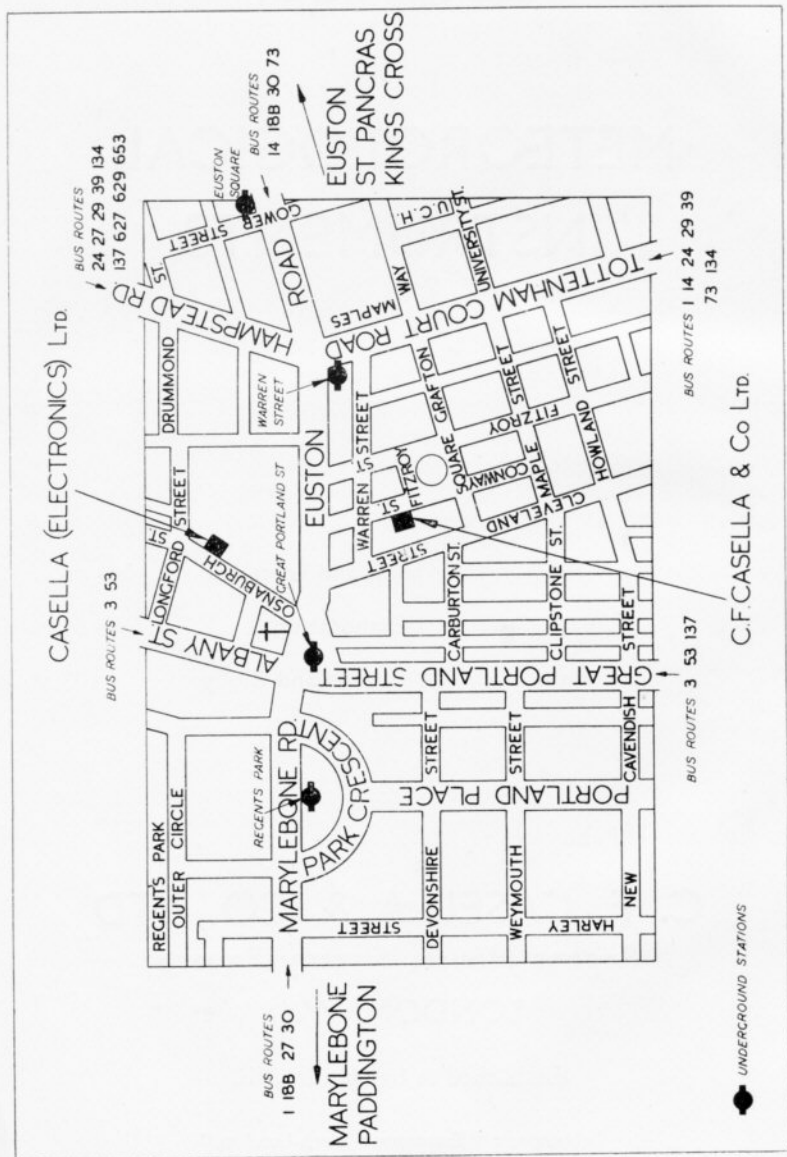 CASELLA (ELECTRONICS) LTD.
BUS ROUTES 3 53
BUS ROUTES
24 27 29 39 134
137 627 629 653
EUSTON
SQUARE
BUS ROUTES
14 18B 30 73
EUSTON
ST PANCRAS
KINGS CROSS
BUS ROUTES
1 18B 27 30
MARYLEBONE
PADDINGTON
REGENTS PARK
OUTER CIRCLE
MARYLEBONE RD.
REGENTS PARK
PARK CRESCENT
ALBANY ST.
LONGFORD ST.
OSNABURGH
STREET
GREAT PORTLAND ST
DRUMMOND ST.
HAMPSTEAD RD.
STREET
GOWER
EUSTON ROAD
WARREN
STREET
MAPLES
WAY
U.C.H.
UNIVERSITY ST.
TOTTENHAM COURT ROAD
WARREN STREET
GRAFTON
FITZROY ST.
FITZROY SQUARE
CONWAY
STREET
MAPLE STREET
HOWLAND STREET
CLEVELAND STREET
CARBURTON ST.
CLIPSTONE ST.
GREAT PORTLAND STREET
PORTLAND PLACE
DEVONSHIRE STREET
WEYMOUTH STREET
NEW CAVENDISH STREET
HARLEY STREET
BUS ROUTES 3 53 137
BUS ROUTES 1 14 24 29 39
73 134
C.F. CASELLA & CO LTD.
UNDERGROUND STATIONS